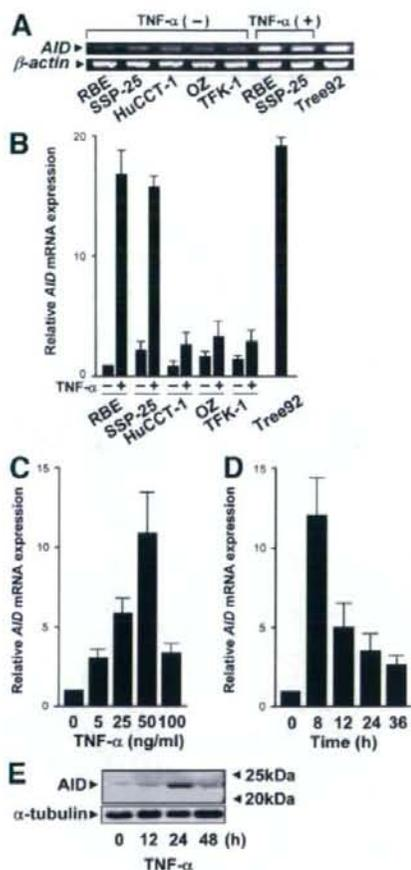 A
TNF-α (−) TNF-α (+)
AID
β-actin
RBE SSP-25 HuCCT-1 OZ TFK-1 RBE SSP-25 Tree92
B
Relative AID mRNA expression
20
10
0
TNF-α − + − + − + − + − +
RBE SSP-25 HuCCT-1 OZ TFK-1 Tree92
C
Relative AID mRNA expression
15
10
5
0
0 5 25 50 100
TNF-α (ng/ml)
D
Relative AID mRNA expression
15
10
5
0
0 8 12 24 36
Time (h)
E
AID 25kDa
20kDa
α-tubulin
0 12 24 48 (h)
TNF-α